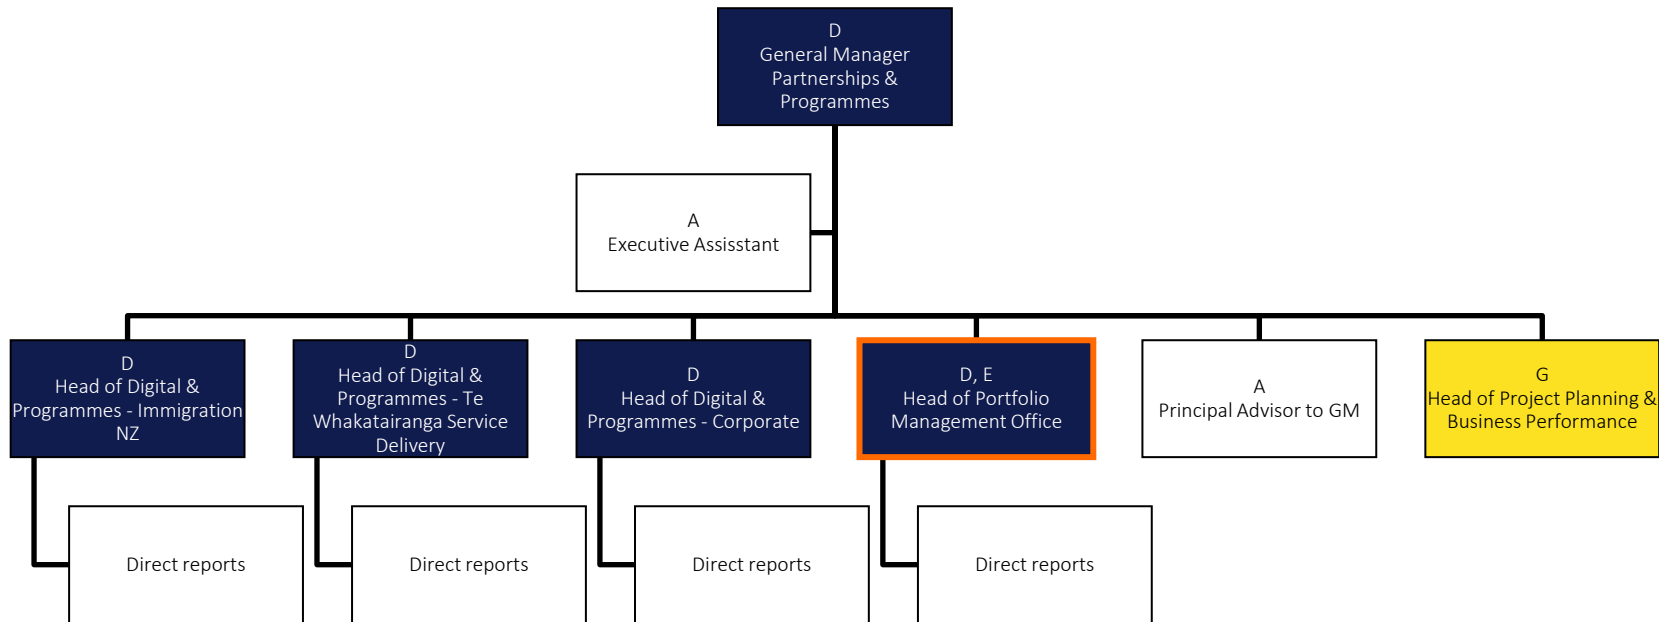 D
General Manager
Partnerships &
Programmes
A
Executive Assisstant
D
Head of Digital &
Programmes - Immigration
NZ
D
Head of Digital &
Programmes - Te
Whakatairanga Service
Delivery
D
Head of Digital &
Programmes - Corporate
D, E
Head of Portfolio
Management Office
A
Principal Advisor to GM
G
Head of Project Planning &
Business Performance
Direct reports
Direct reports
Direct reports
Direct reports